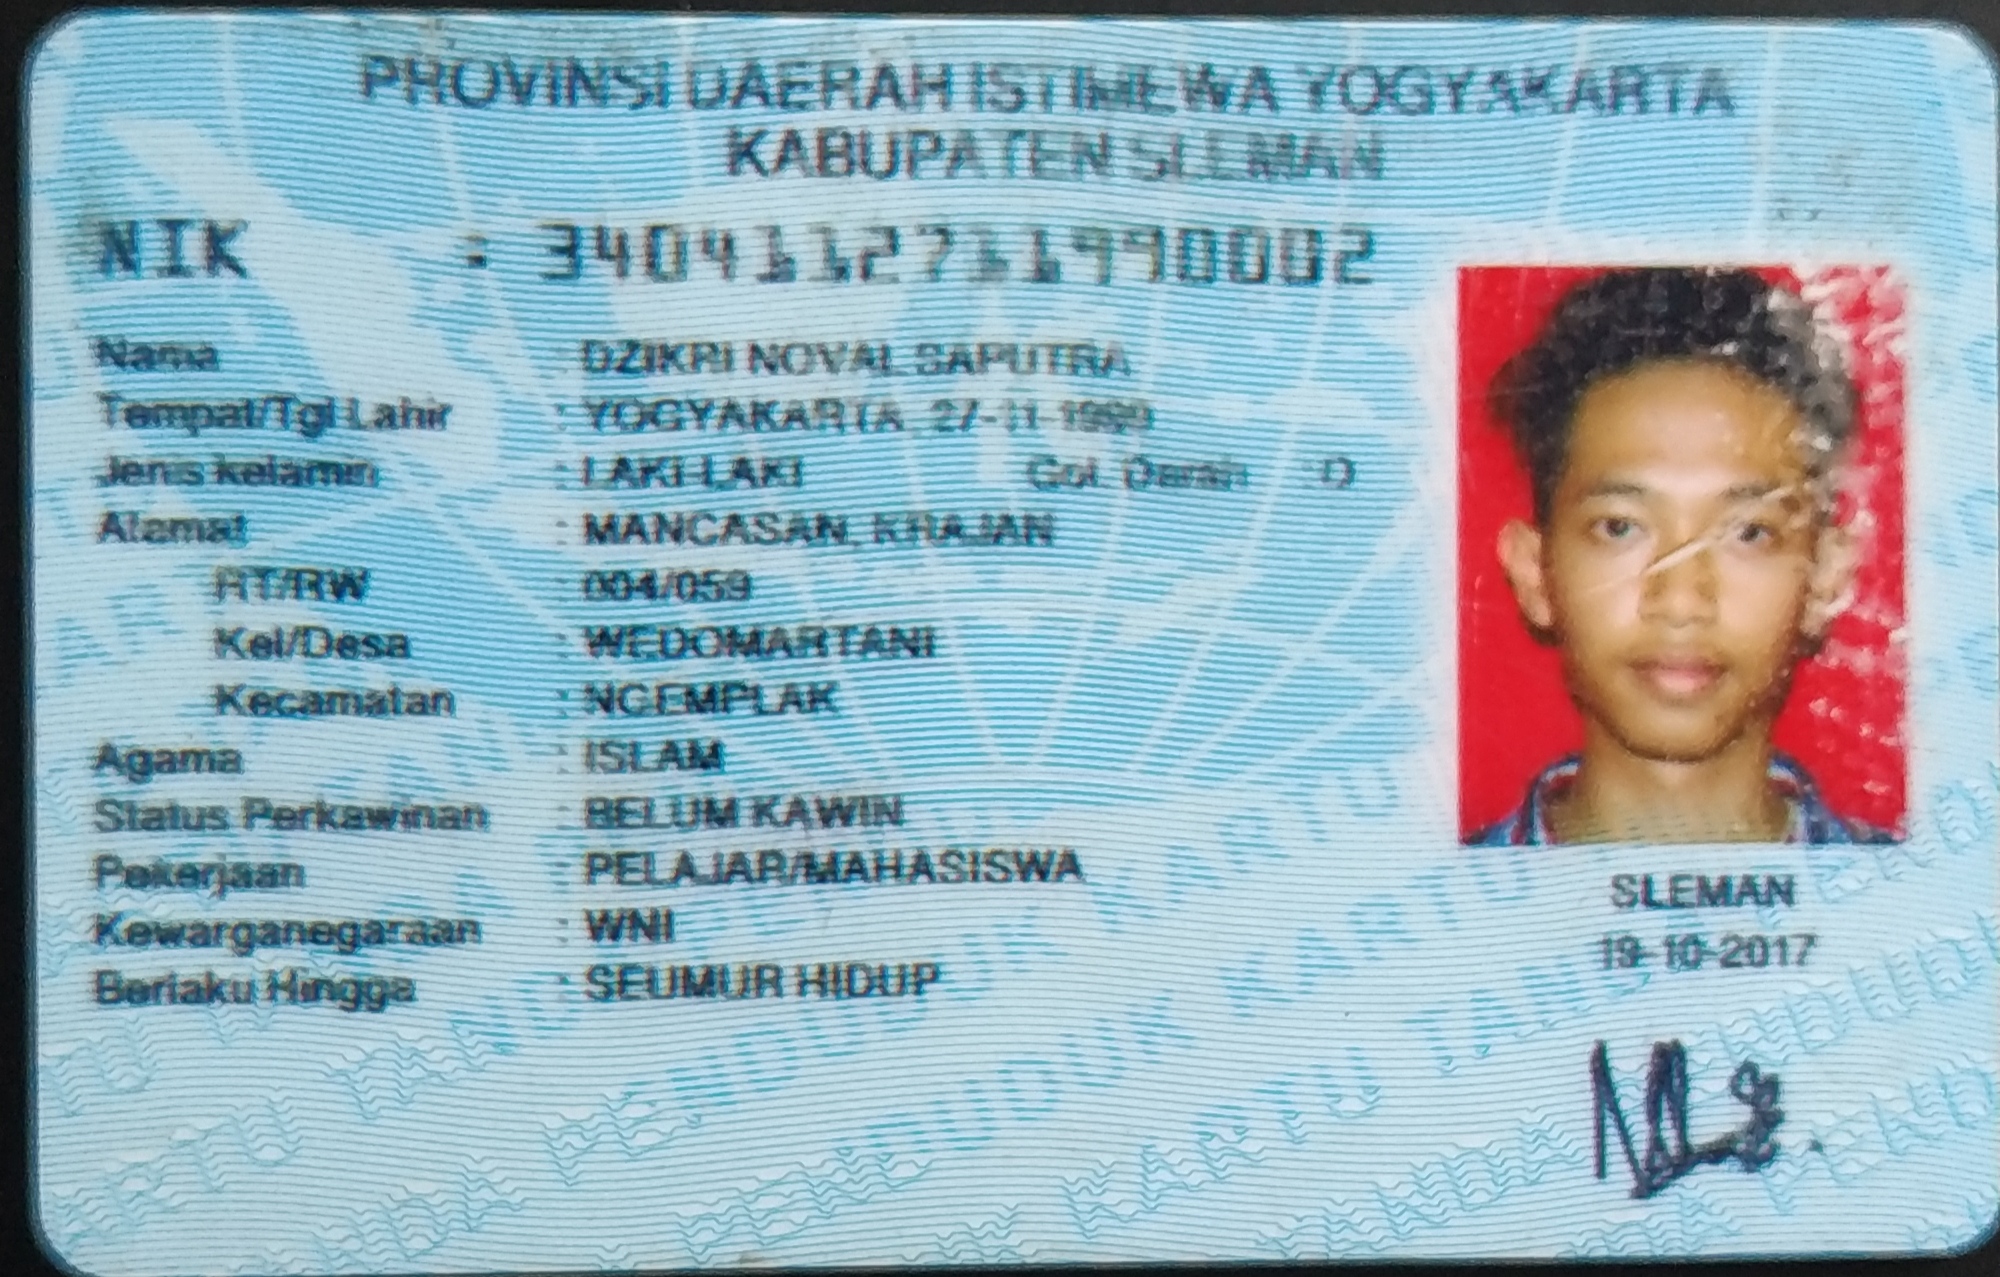 PROVINSI DAERAH ISTIMEWA YOGYAKARTA
KABUPATEN SLEMAN
NIK : 3404112711990002
Nama : DZIKRI NOVAL SAPUTRA
Tempat/Tgl Lahir : YOGYAKARTA, 27-11-1999
Jenis kelamin : LAKI-LAKI Gol. Darah :
Alamat : MANCASAN, KRAJAN
RT/RW : 004/059
Kel/Desa : WEDOMARTANI
Kecamatan : NGEMPLAK
Agama : ISLAM
Status Perkawinan : BELUM KAWIN
Pekerjaan : PELAJAR/MAHASISWA
Kewarganegaraan : WNI
Berlaku Hingga : SEUMUR HIDUP
SLEMAN
19-10-2017